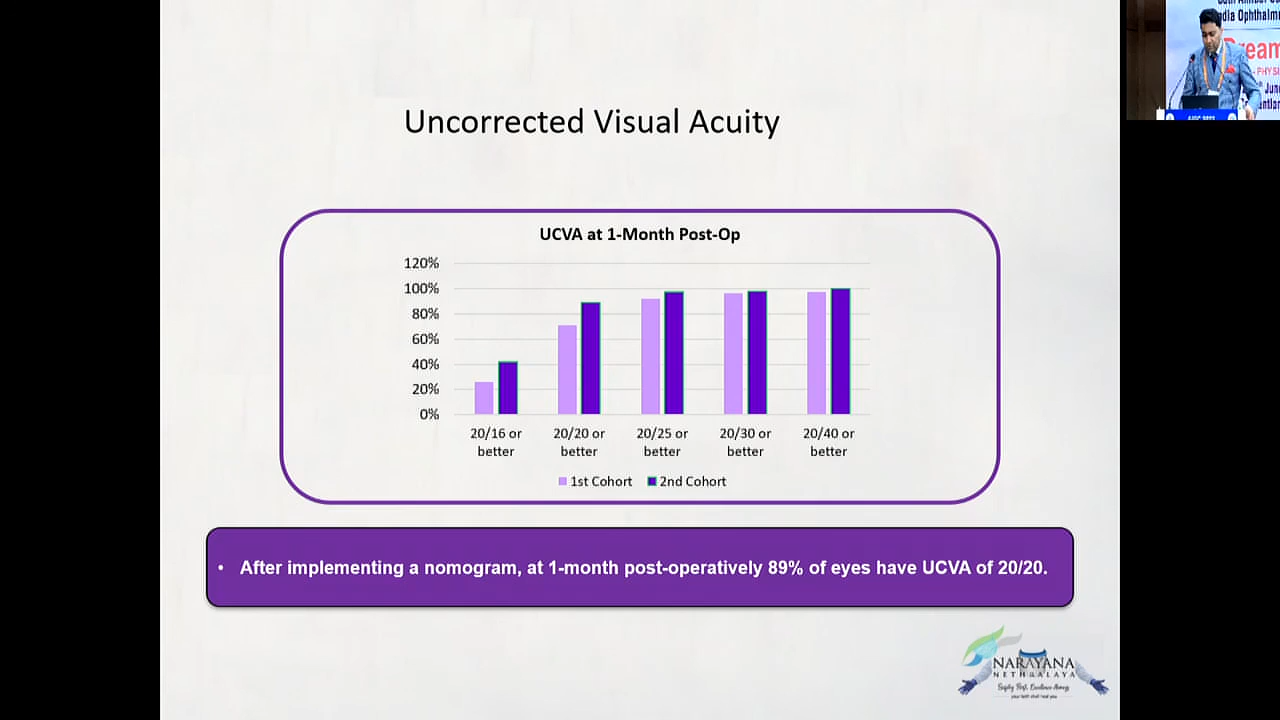 Uncorrected Visual Acuity
UCVA at 1-Month Post-Op
120%
100%
80%
60%
40%
20%
0%
20/16 or better
20/20 or better
20/25 or better
20/30 or better
20/40 or better
1st Cohort
2nd Cohort
• After implementing a nomogram, at 1-month post-operatively 89% of eyes have UCVA of 20/20.
NARAYANA
NETHRALAYA